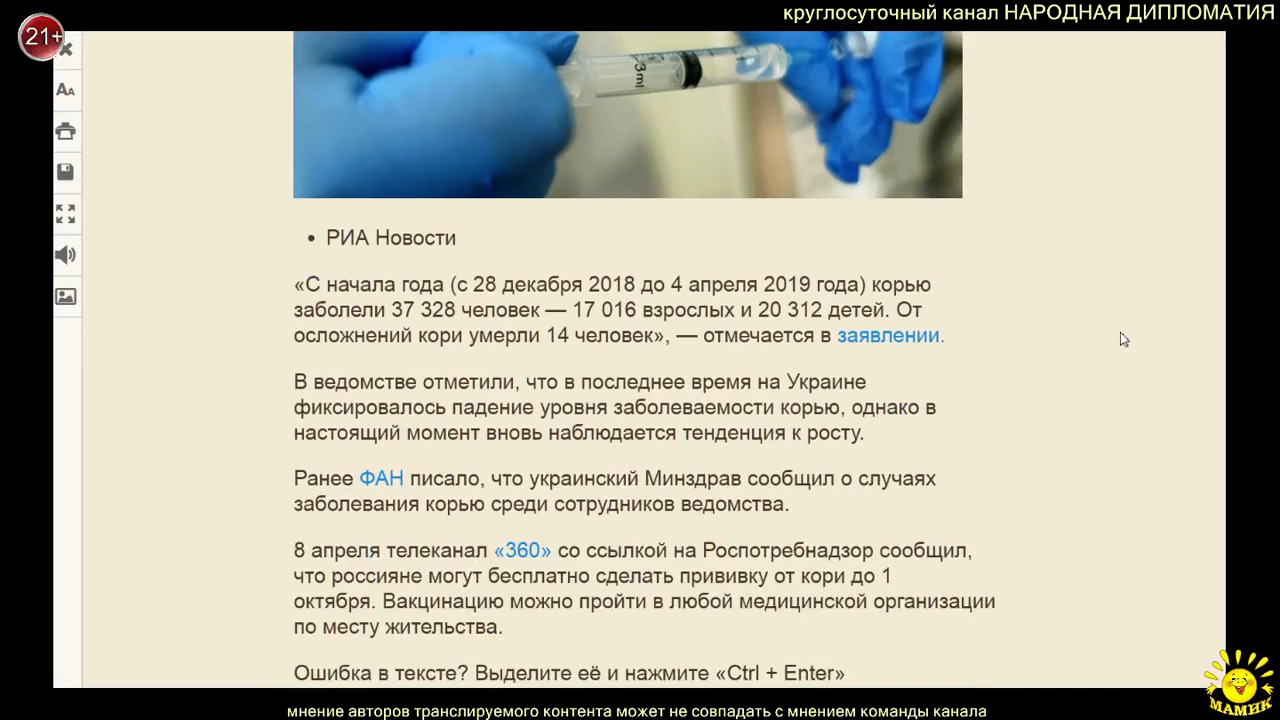 круглосуточный канал НАРОДНАЯ ДИПЛОМАТИЯ
21+
AA
3ml
• РИА Новости
«С начала года (с 28 декабря 2018 до 4 апреля 2019 года) корью
заболели 37 328 человек — 17 016 взрослых и 20 312 детей. От
осложнений кори умерли 14 человек», — отмечается в заявлении.
В ведомстве отметили, что в последнее время на Украине
фиксировалось падение уровня заболеваемости корью, однако в
настоящий момент вновь наблюдается тенденция к росту.
Ранее ФАН писало, что украинский Минздрав сообщил о случаях
заболевания корью среди сотрудников ведомства.
8 апреля телеканал «360» со ссылкой на Роспотребнадзор сообщил,
что россияне могут бесплатно сделать прививку от кори до 1
октября. Вакцинацию можно пройти в любой медицинской организации
по месту жительства.
Ошибка в тексте? Выделите её и нажмите «Ctrl + Enter»
МАМИК
мнение авторов транслируемого контента может не совпадать с мнением команды канала